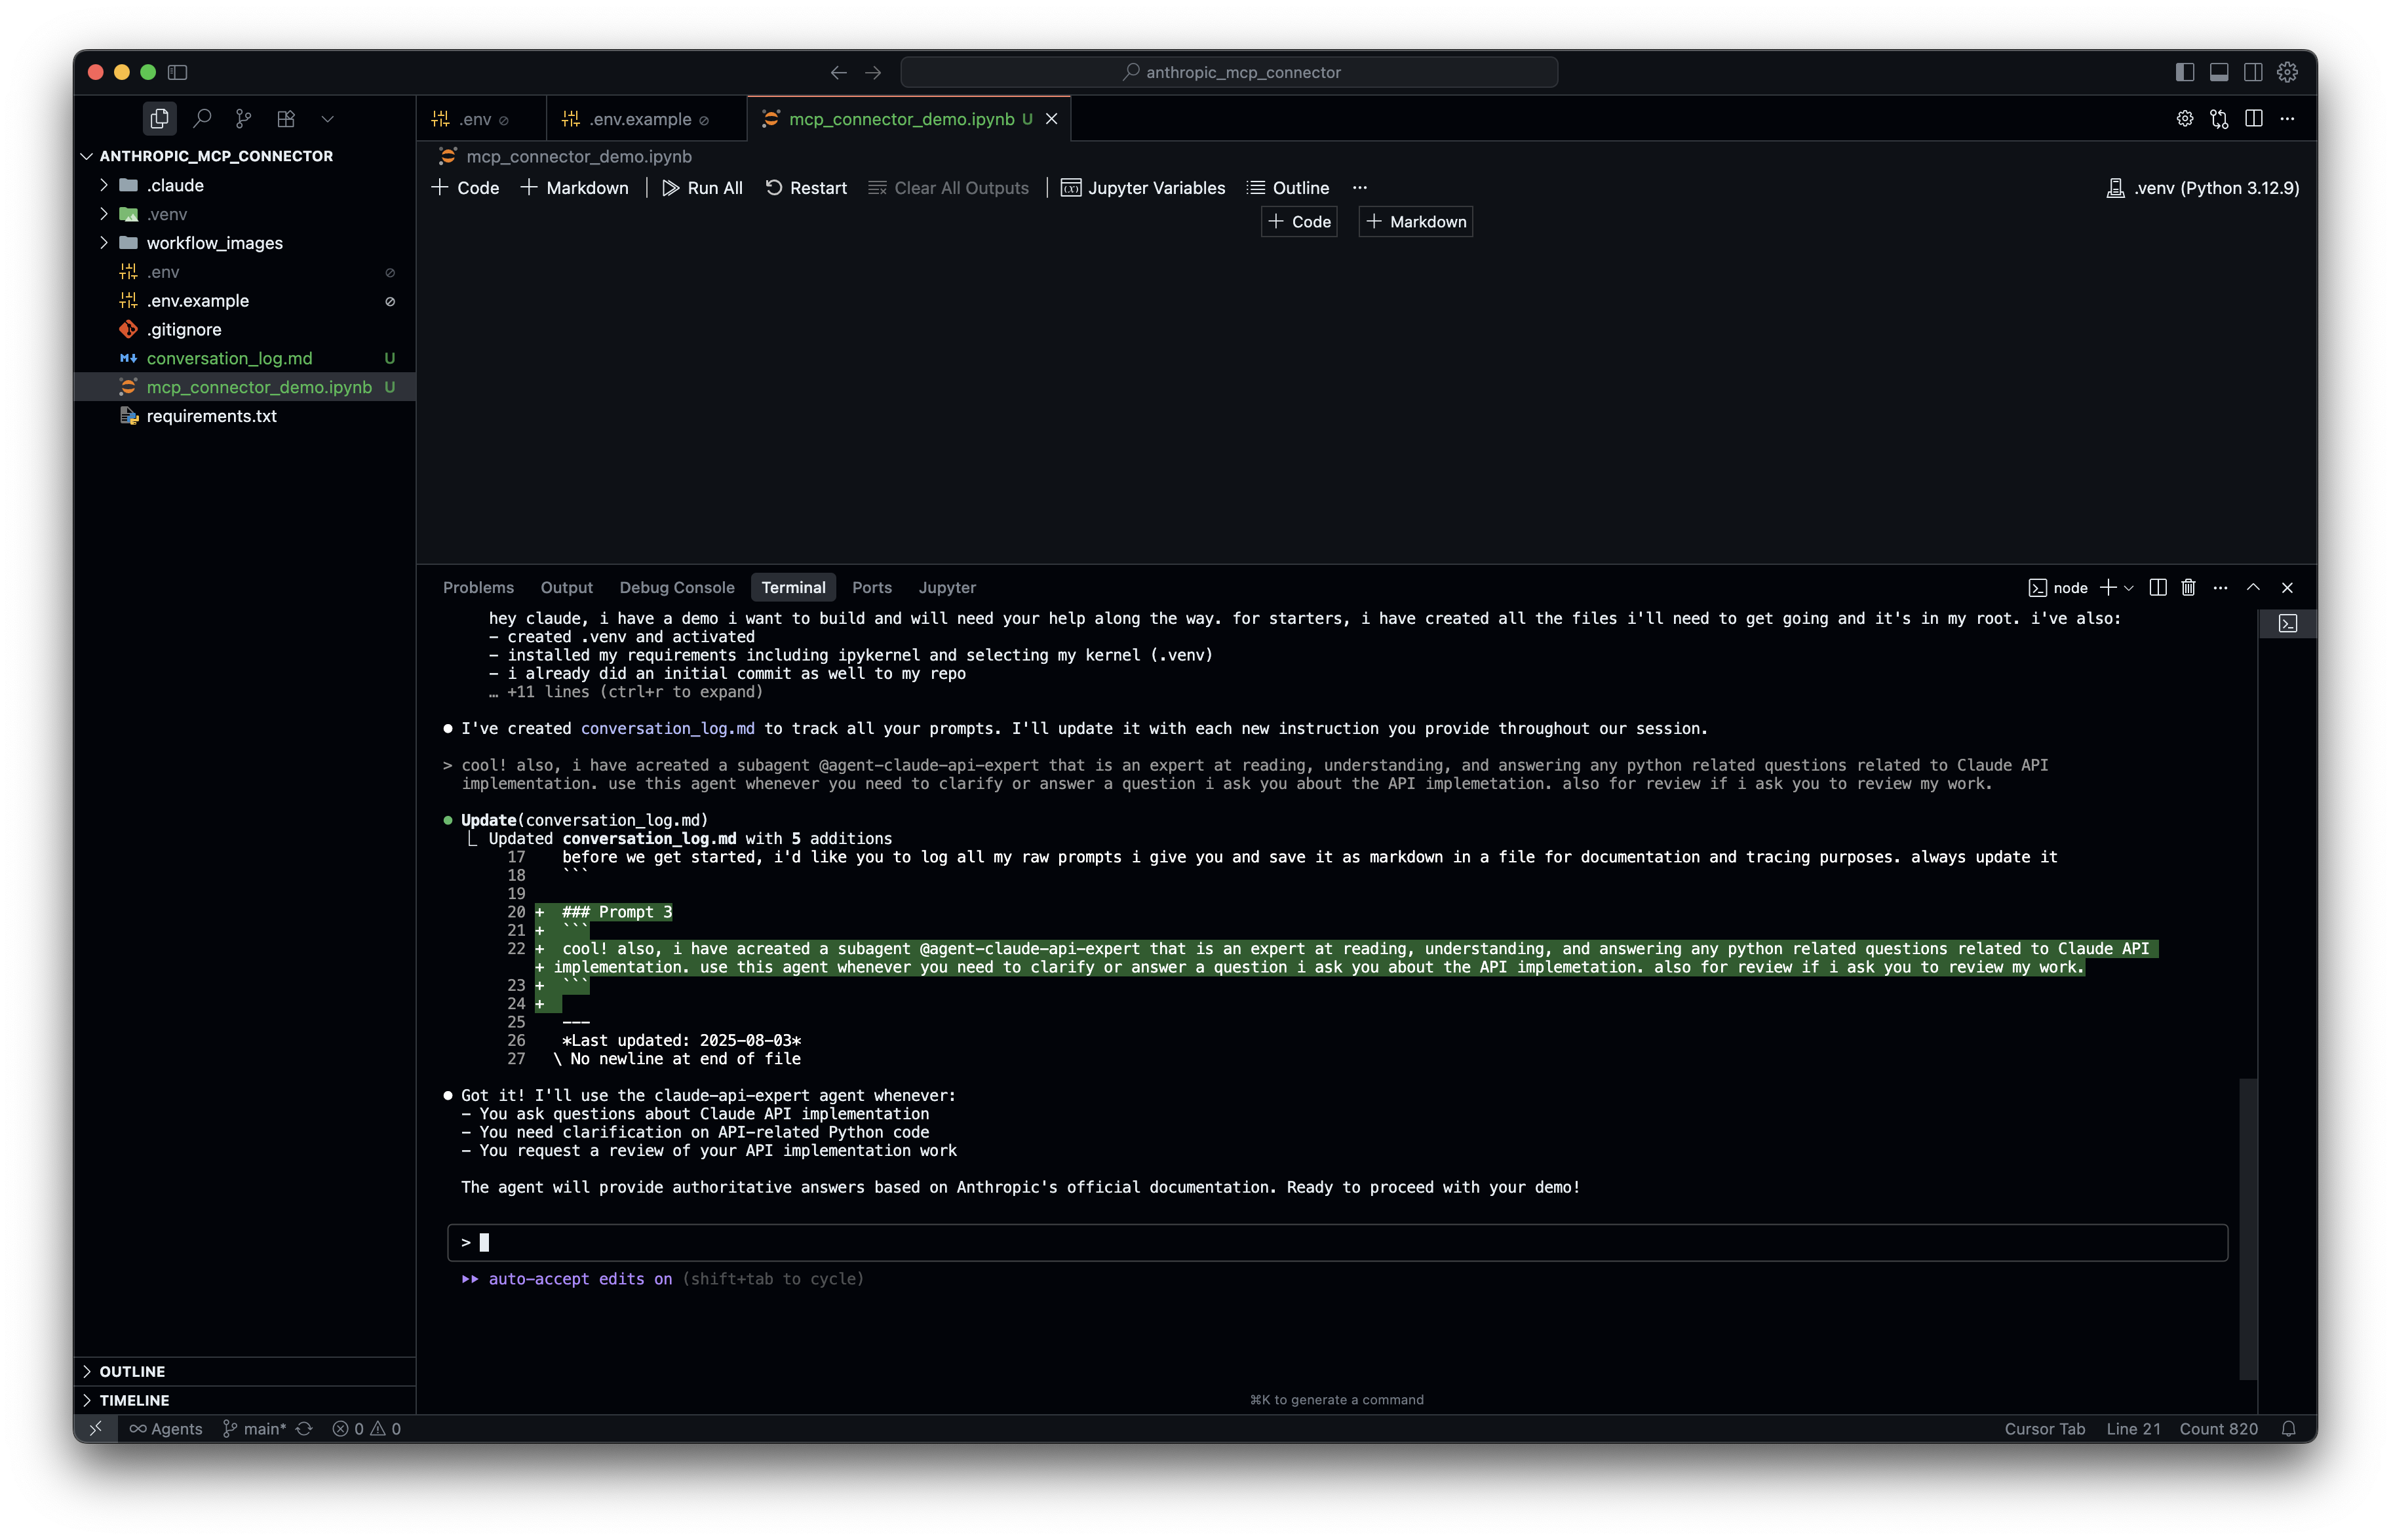 anthropic_mcp_connector
.env
.env.example
mcp_connector_demo.ipynb U
ANTHROPIC_MCP_CONNECTOR
.claude
.venv
workflow_images
.env
.env.example
.gitignore
conversation_log.md U
mcp_connector_demo.ipynb U
requirements.txt
OUTLINE
TIMELINE
mcp_connector_demo.ipynb
+ Code + Markdown Run All Restart Clear All Outputs Jupyter Variables Outline ··· .venv (Python 3.12.9)
+ Code + Markdown
Problems Output Debug Console Terminal Ports Jupyter node
hey claude, i have a demo i want to build and will need your help along the way. for starters, i have created all the files i'll need to get going and it's in my root. i've also:
- created .venv and activated
- installed my requirements including ipykernel and selecting my kernel (.venv)
- i already did an initial commit as well to my repo
… +11 lines (ctrl+r to expand)
● I've created conversation_log.md to track all your prompts. I'll update it with each new instruction you provide throughout our session.
> cool! also, i have acreated a subagent @agent-claude-api-expert that is an expert at reading, understanding, and answering any python related questions related to Claude API
implementation. use this agent whenever you need to clarify or answer a question i ask you about the API implemetation. also for review if i ask you to review my work.
● Update(conversation_log.md)
⎿ Updated conversation_log.md with 5 additions
17 before we get started, i'd like you to log all my raw prompts i give you and save it as markdown in a file for documentation and tracing purposes. always update it
18 ```
19
20 + ### Prompt 3
21 + ```
22 + cool! also, i have acreated a subagent @agent-claude-api-expert that is an expert at reading, understanding, and answering any python related questions related to Claude API
+ implementation. use this agent whenever you need to clarify or answer a question i ask you about the API implemetation. also for review if i ask you to review my work.
23 + ```
24 +
25 ---
26 *Last updated: 2025-08-03*
27 \ No newline at end of file
● Got it! I'll use the claude-api-expert agent whenever:
- You ask questions about Claude API implementation
- You need clarification on API-related Python code
- You request a review of your API implementation work
The agent will provide authoritative answers based on Anthropic's official documentation. Ready to proceed with your demo!
>
⏵⏵ auto-accept edits on (shift+tab to cycle)
⌘K to generate a command
Agents main* 0 0 Cursor Tab Line 21 Count 820